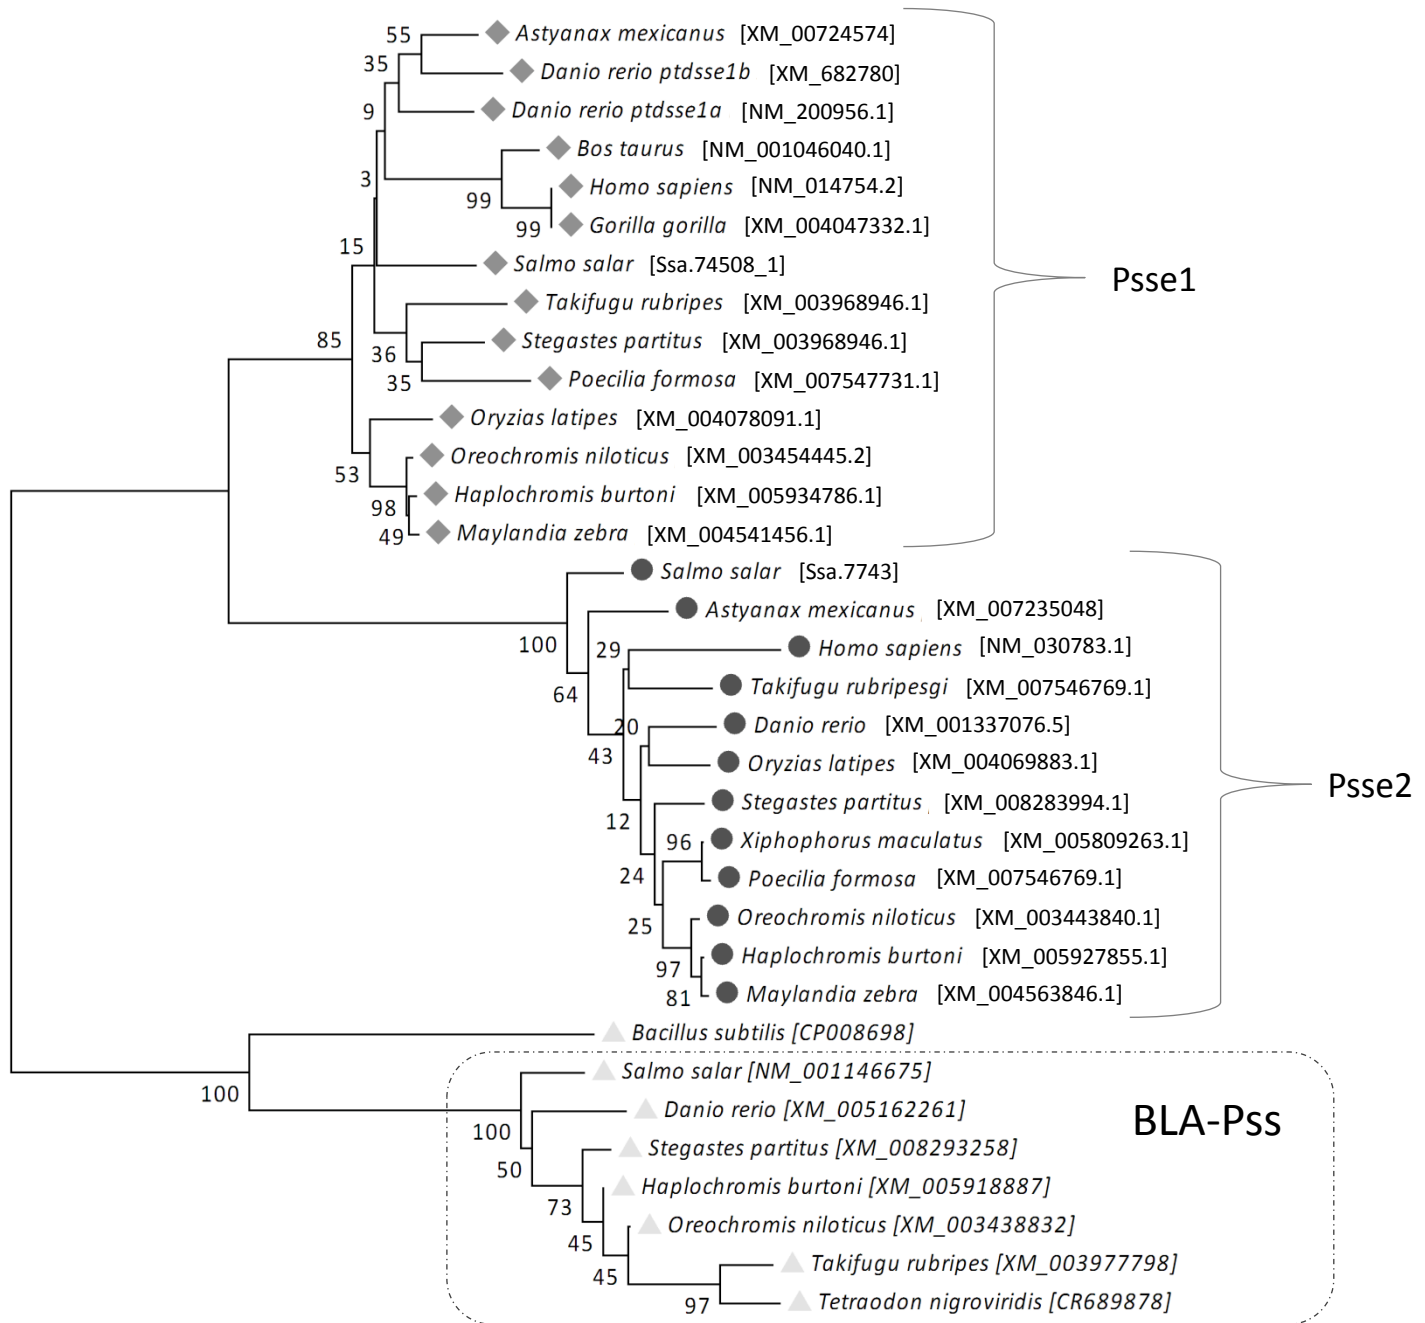 55
Astyanax mexicanus [XM_00724574]
35
Danio rerio ptdsse1b [XM_682780]
9
Danio rerio ptdsse1a [NM_200956.1]
Bos taurus [NM_001046040.1]
3
99
Homo sapiens [NM_014754.2]
99
Gorilla gorilla [XM_004047332.1]
15
Salmo salar [Ssa.74508_1]
Psse1
Takifugu rubripes [XM_003968946.1]
85
36
Stegastes partitus [XM_003968946.1]
35
Poecilia formosa [XM_007547731.1]
Oryzias latipes [XM_004078091.1]
53
Oreochromis niloticus [XM_003454445.2]
98
Haplochromis burtoni [XM_005934786.1]
49
Maylandia zebra [XM_004541456.1]
Salmo salar [Ssa.7743]
Astyanax mexicanus [XM_007235048]
100
29
Homo sapiens [NM_030783.1]
64
Takifugu rubripesgi [XM_007546769.1]
20
Danio rerio [XM_001337076.5]
43
Oryzias latipes [XM_004069883.1]
Psse2
12
Stegastes partitus [XM_008283994.1]
96
Xiphophorus maculatus [XM_005809263.1]
24
Poecilia formosa [XM_007546769.1]
25
Oreochromis niloticus [XM_003443840.1]
97
Haplochromis burtoni [XM_005927855.1]
81
Maylandia zebra [XM_004563846.1]
Bacillus subtilis [CP008698]
100
Salmo salar [NM_001146675]
Danio rerio [XM_005162261]
BLA-Pss
100
50
Stegastes partitus [XM_008293258]
73
Haplochromis burtoni [XM_005918887]
45
Oreochromis niloticus [XM_003438832]
45
Takifugu rubripes [XM_003977798]
97
Tetraodon nigroviridis [CR689878]